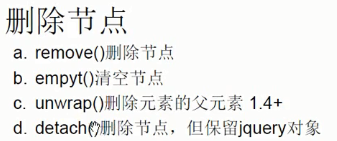 删除节点
a. remove()删除节点
b. empyt()清空节点
c. unwrap()删除元素的父元素 1.4+
d. detach()删除节点，但保留jquery对象